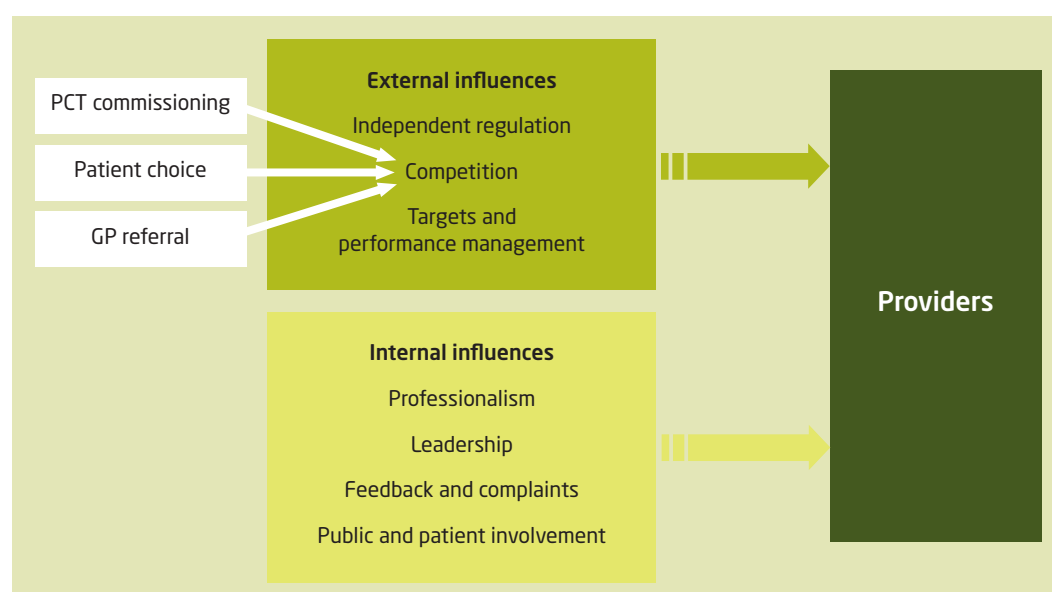 PCT commissioning
Patient choice
GP referral
External influences
Independent regulation
Competition
Targets and
performance management
Internal influences
Professionalism
Leadership
Feedback and complaints
Public and patient involvement
Providers